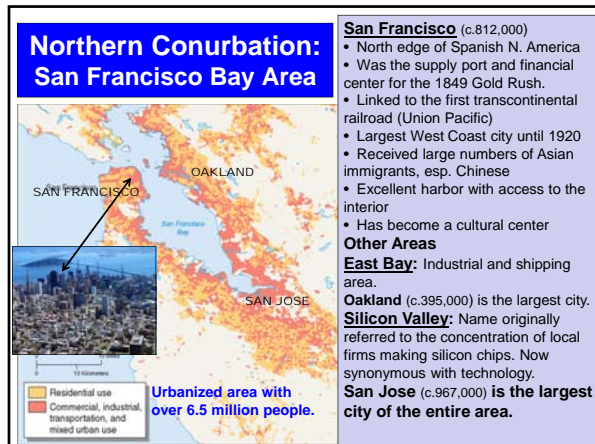 Northern Conurbation:
San Francisco Bay Area
San Francisco (c.812,000)
• North edge of Spanish N. America
• Was the supply port and financial
center for the 1849 Gold Rush.
• Linked to the first transcontinental
railroad (Union Pacific)
• Largest West Coast city until 1920
• Received large numbers of Asian
immigrants, esp. Chinese
• Excellent harbor with access to the
interior
• Has become a cultural center
Other Areas
East Bay: Industrial and shipping
area.
Oakland (c.395,000) is the largest city.
Silicon Valley: Name originally
referred to the concentration of local
firms making silicon chips. Now
synonymous with technology.
San Jose (c.967,000) is the largest
city of the entire area.
OAKLAND
SAN FRANCISCO
San Francisco
Bay
SAN JOSE
Kilometers
Residential use
Commercial, industrial,
transportation, and
mixed urban use
Urbanized area with
over 6.5 million people.